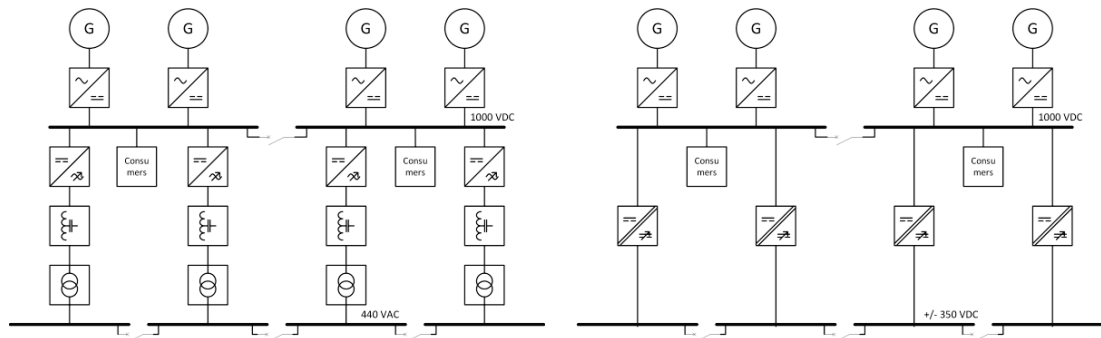 G G G G G G G G
1000 VDC 1000 VDC
Consu
mers
Consu
mers
Consu
mers
Consu
mers
440 VAC +/- 350 VDC